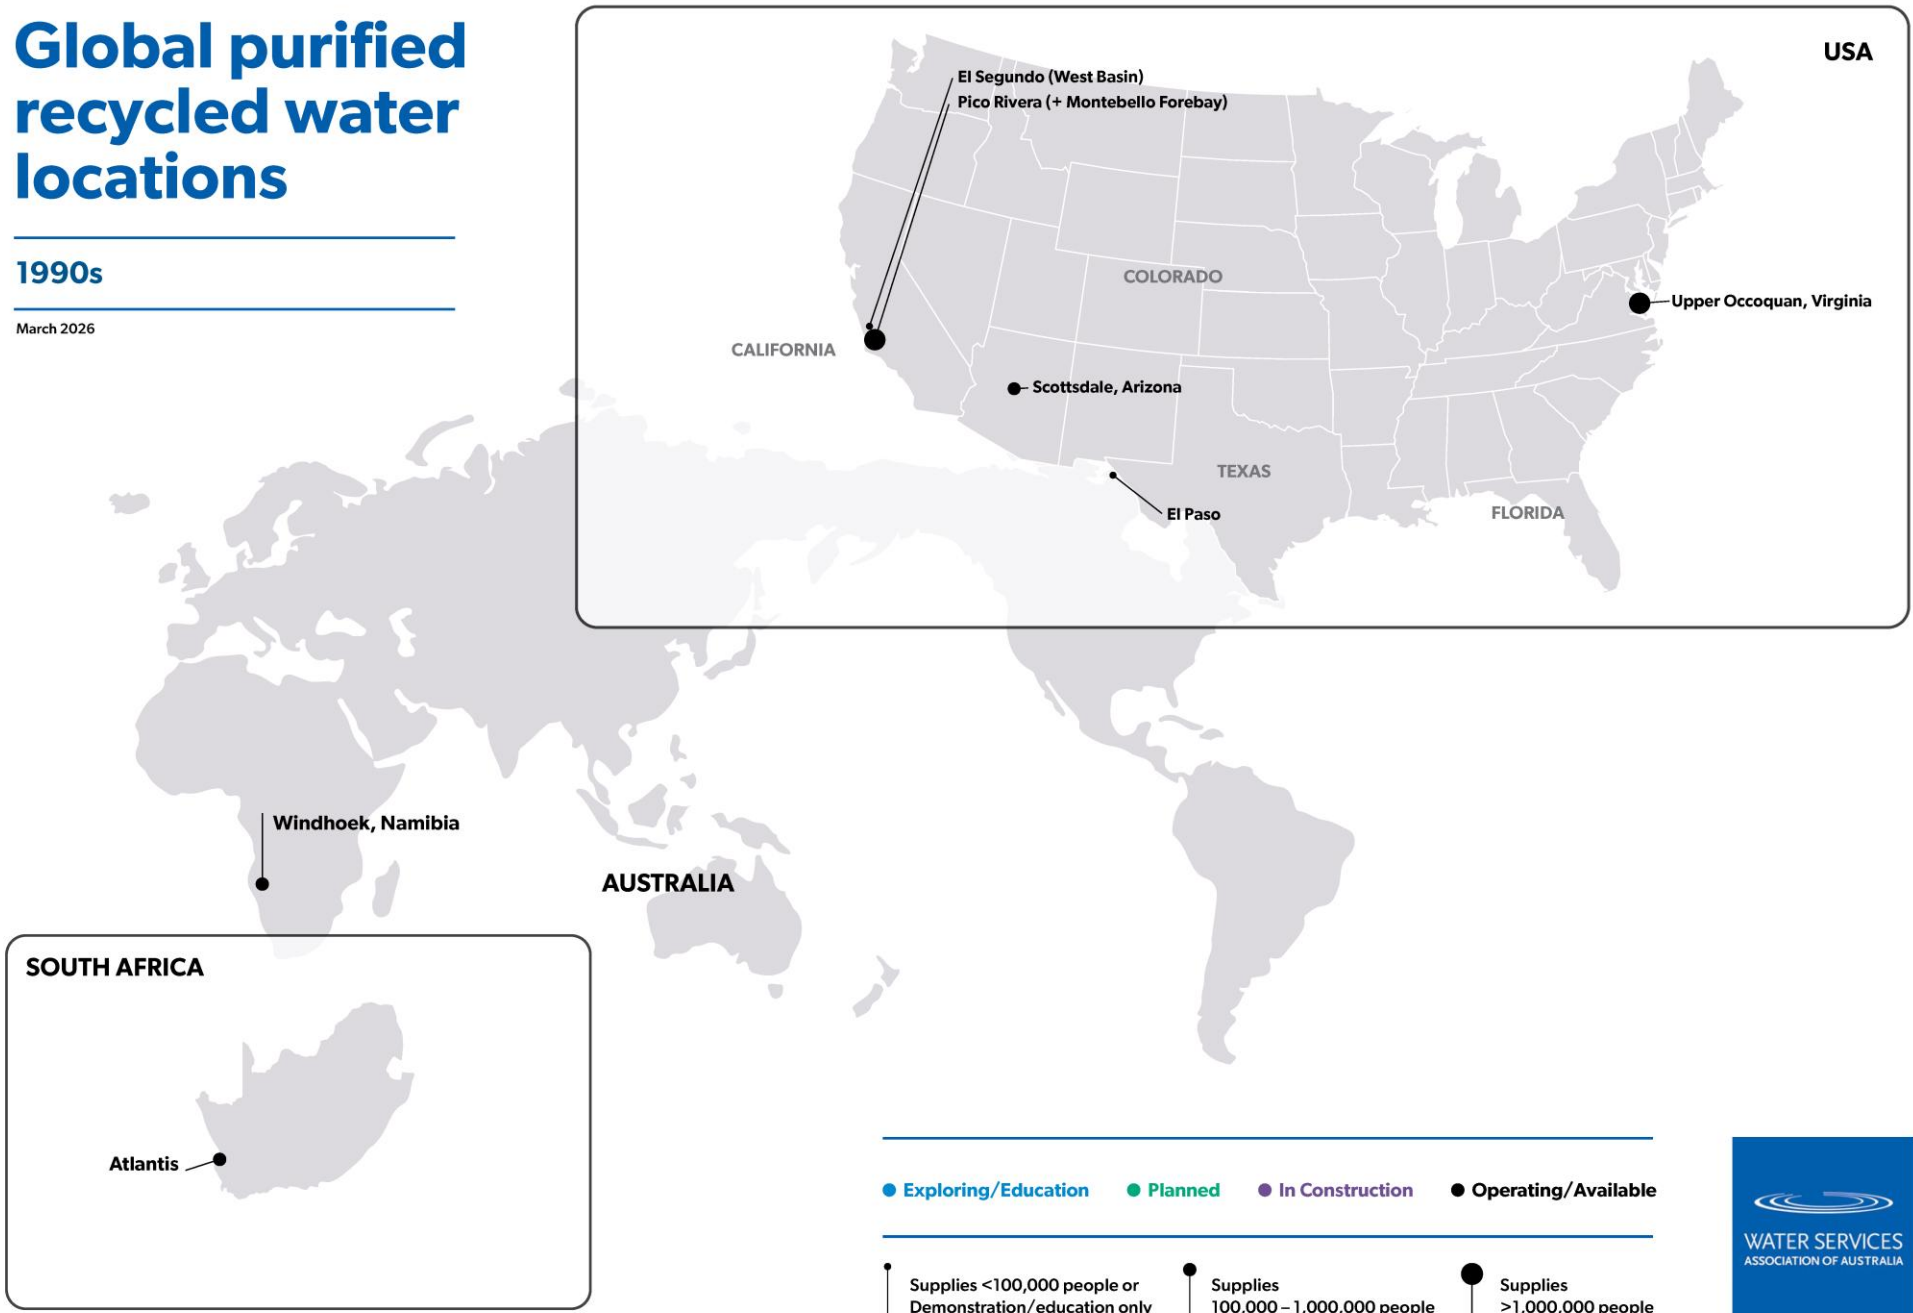 Global purified
recycled water
locations
1990s
March 2026
USA
El Segundo (West Basin)
Pico Rivera (+ Montebello Forebay)
COLORADO
Upper Occoquan, Virginia
CALIFORNIA
Scottsdale, Arizona
TEXAS
El Paso
FLORIDA
Windhoek, Namibia
AUSTRALIA
SOUTH AFRICA
Atlantis
Exploring/Education
Planned
In Construction
Operating/Available
Supplies <100,000 people or
Demonstration/education only
Supplies
100,000 – 1,000,000 people
Supplies
>1,000,000 people
WATER SERVICES
ASSOCIATION OF AUSTRALIA